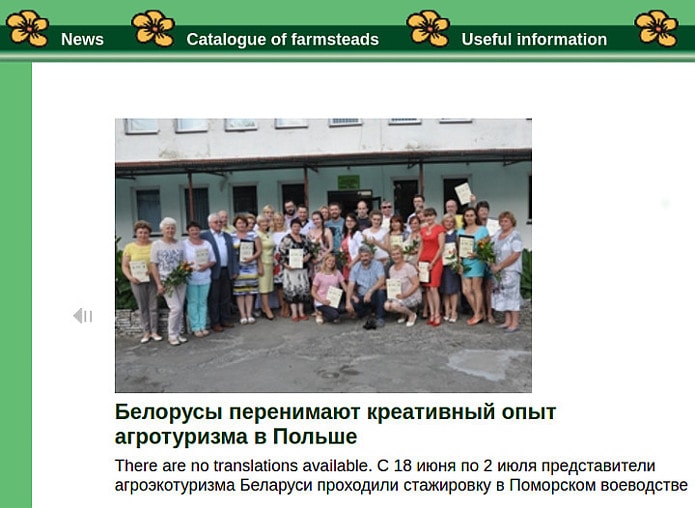 News Catalogue of farmsteads Useful information
Белорусы перенимают креативный опыт
агротуризма в Польше
There are no translations available. С 18 июня по 2 июля представители
агроэкотуризма Беларуси проходили стажировку в Поморском воеводстве